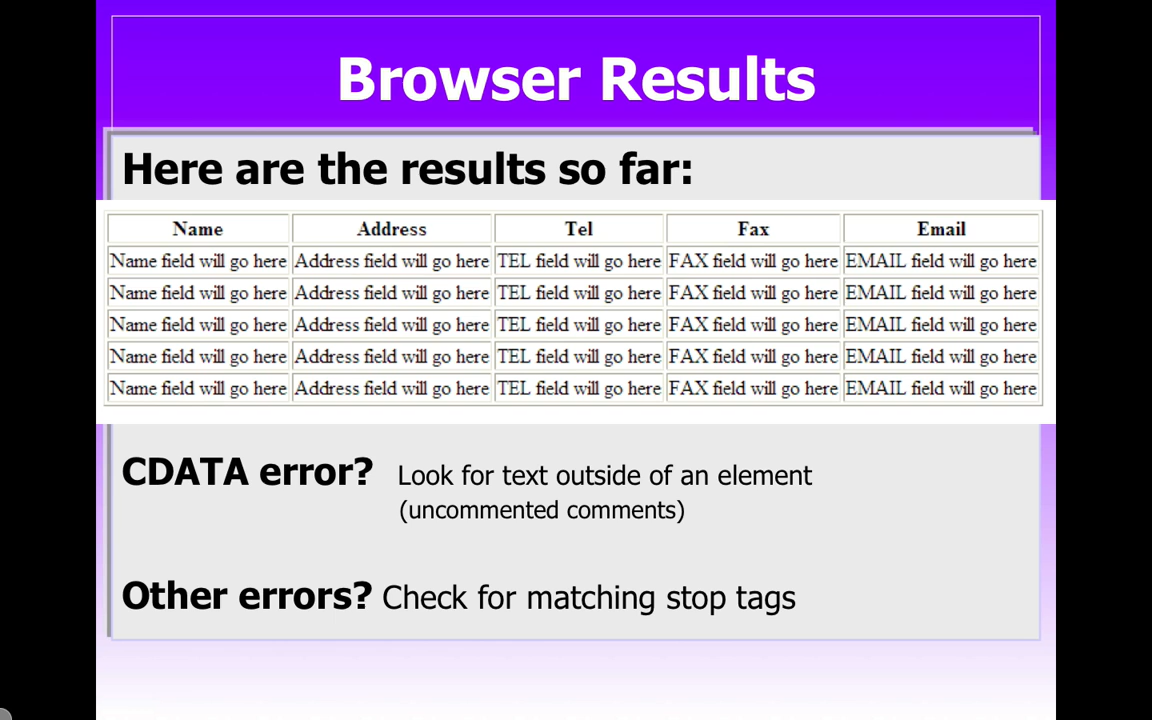 Browser Results
Here are the results so far:
Name Address Tel Fax Email
Name field will go here Address field will go here TEL field will go here FAX field will go here EMAIL field will go here
Name field will go here Address field will go here TEL field will go here FAX field will go here EMAIL field will go here
Name field will go here Address field will go here TEL field will go here FAX field will go here EMAIL field will go here
Name field will go here Address field will go here TEL field will go here FAX field will go here EMAIL field will go here
Name field will go here Address field will go here TEL field will go here FAX field will go here EMAIL field will go here
CDATA error? Look for text outside of an element
(uncommented comments)
Other errors? Check for matching stop tags